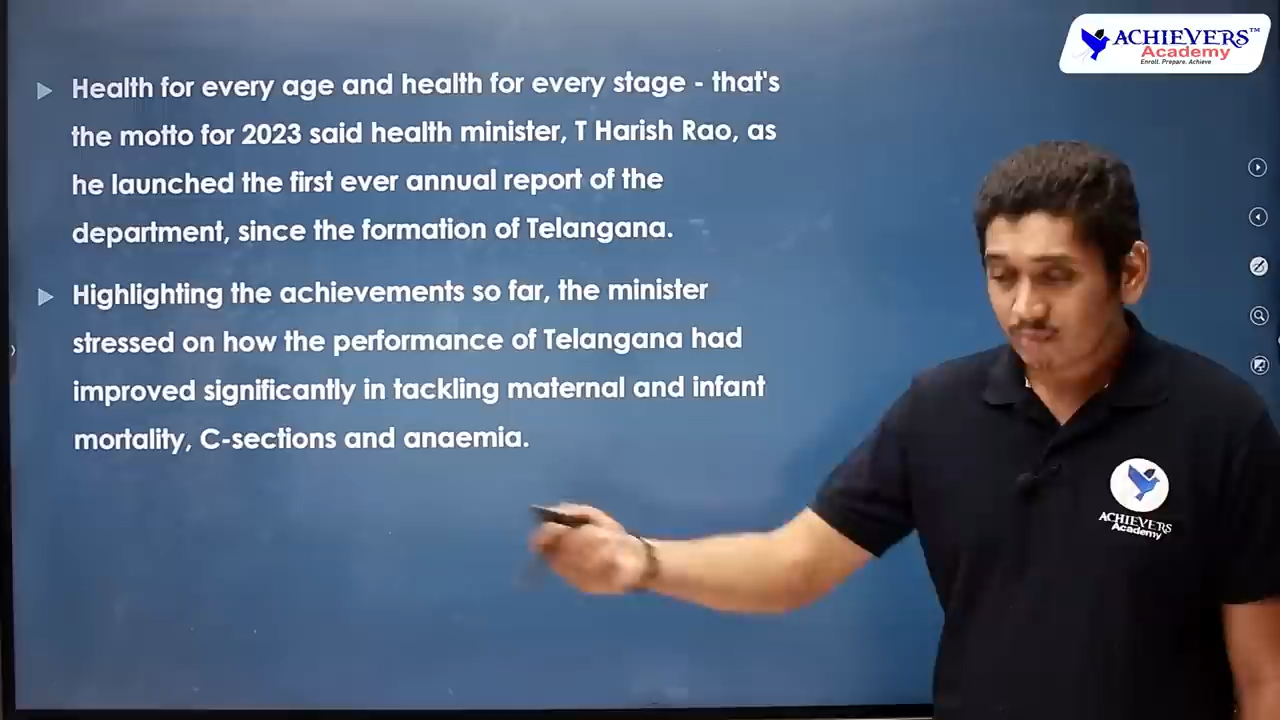 ACHIEVERS™
Academy
Enroll. Prepare. Achieve
Health for every age and health for every stage - that's
the motto for 2023 said health minister, T Harish Rao, as
he launched the first ever annual report of the
department, since the formation of Telangana.
Highlighting the achievements so far, the minister
stressed on how the performance of Telangana had
improved significantly in tackling maternal and infant
mortality, C-sections and anaemia.
ACHIEVERS
Academy